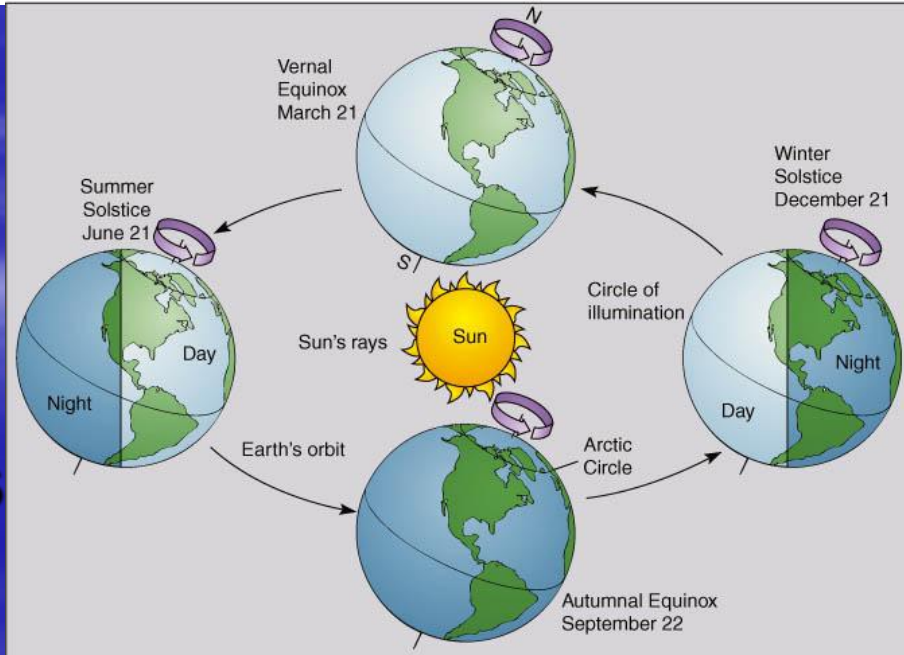 N
Vernal
Equinox
March 21
Winter
Solstice
December 21
Summer
Solstice
June 21
S
Circle of
illumination
Sun's rays
Sun
Day
Night
Night
Day
Earth's orbit
Arctic
Circle
Autumnal Equinox
September 22